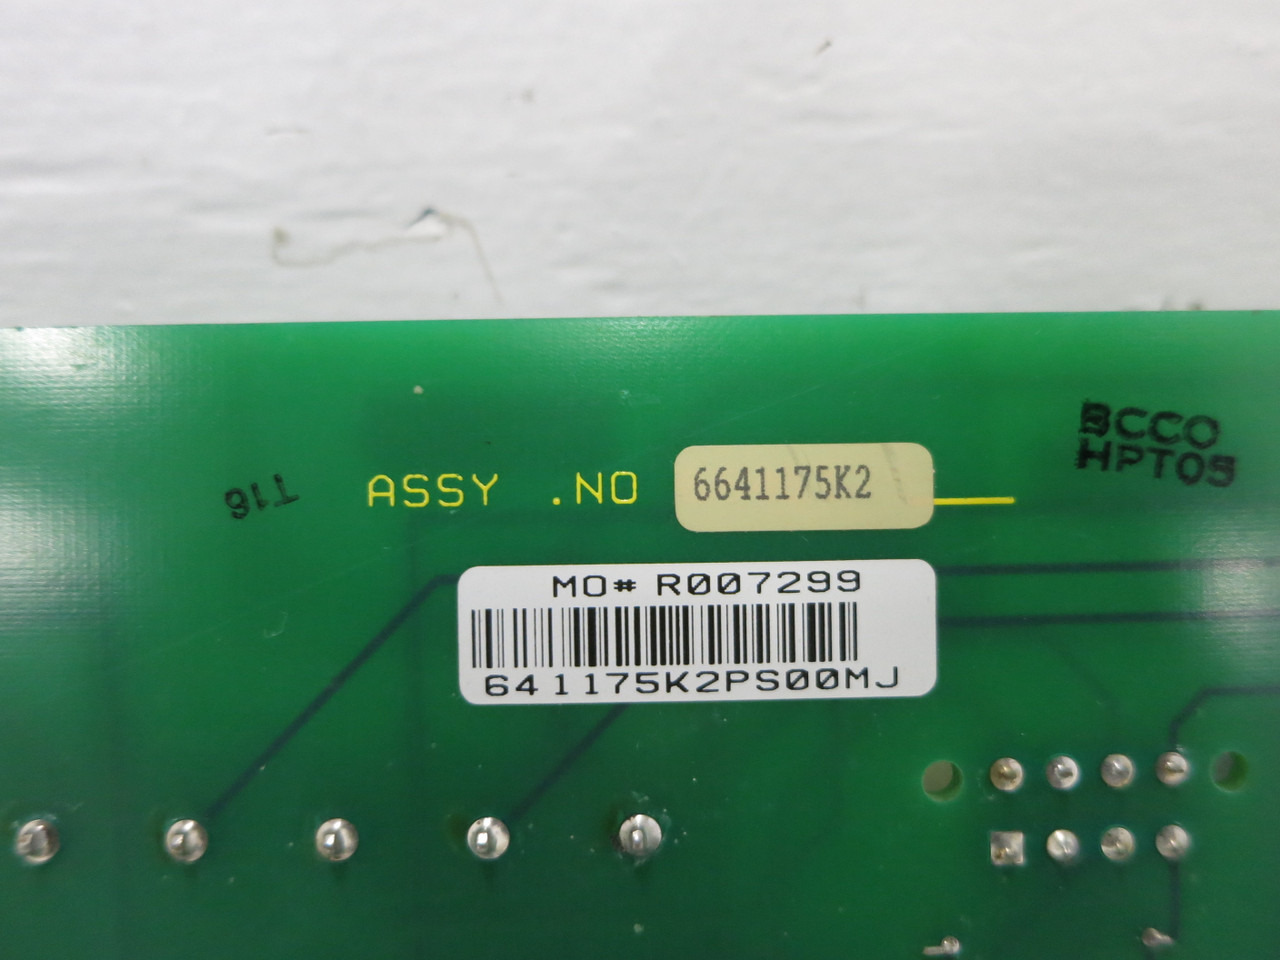 BCCO
HPT05
T16
ASSY .NO 6641175K2
MO# R007299
641175K2PS00MJ